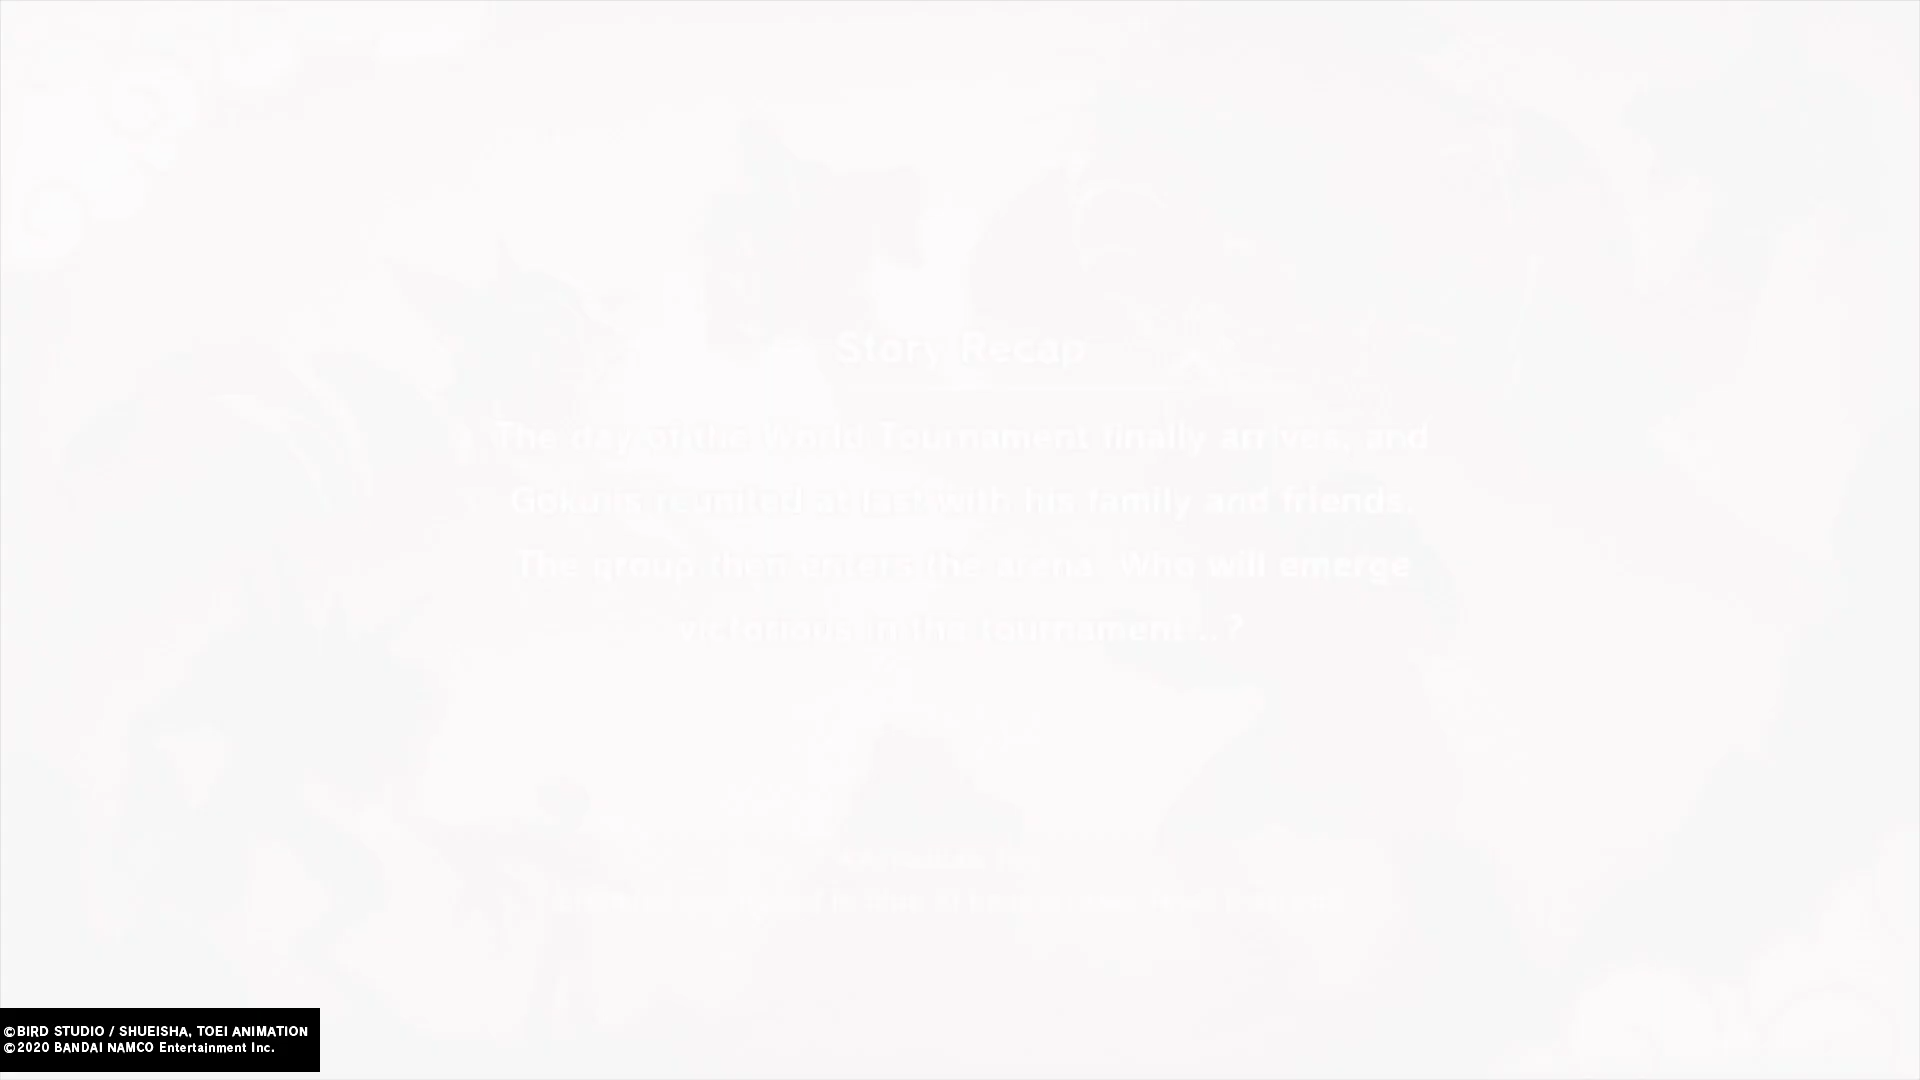 Story Recap
The day of the World Tournament finally arrives, and
Goku is reunited at last with his family and friends.
The group then enters the arena. Who will emerge
victorious in the tournament...?
©BIRD STUDIO / SHUEISHA, TOEI ANIMATION
©2020 BANDAI NAMCO Entertainment Inc.